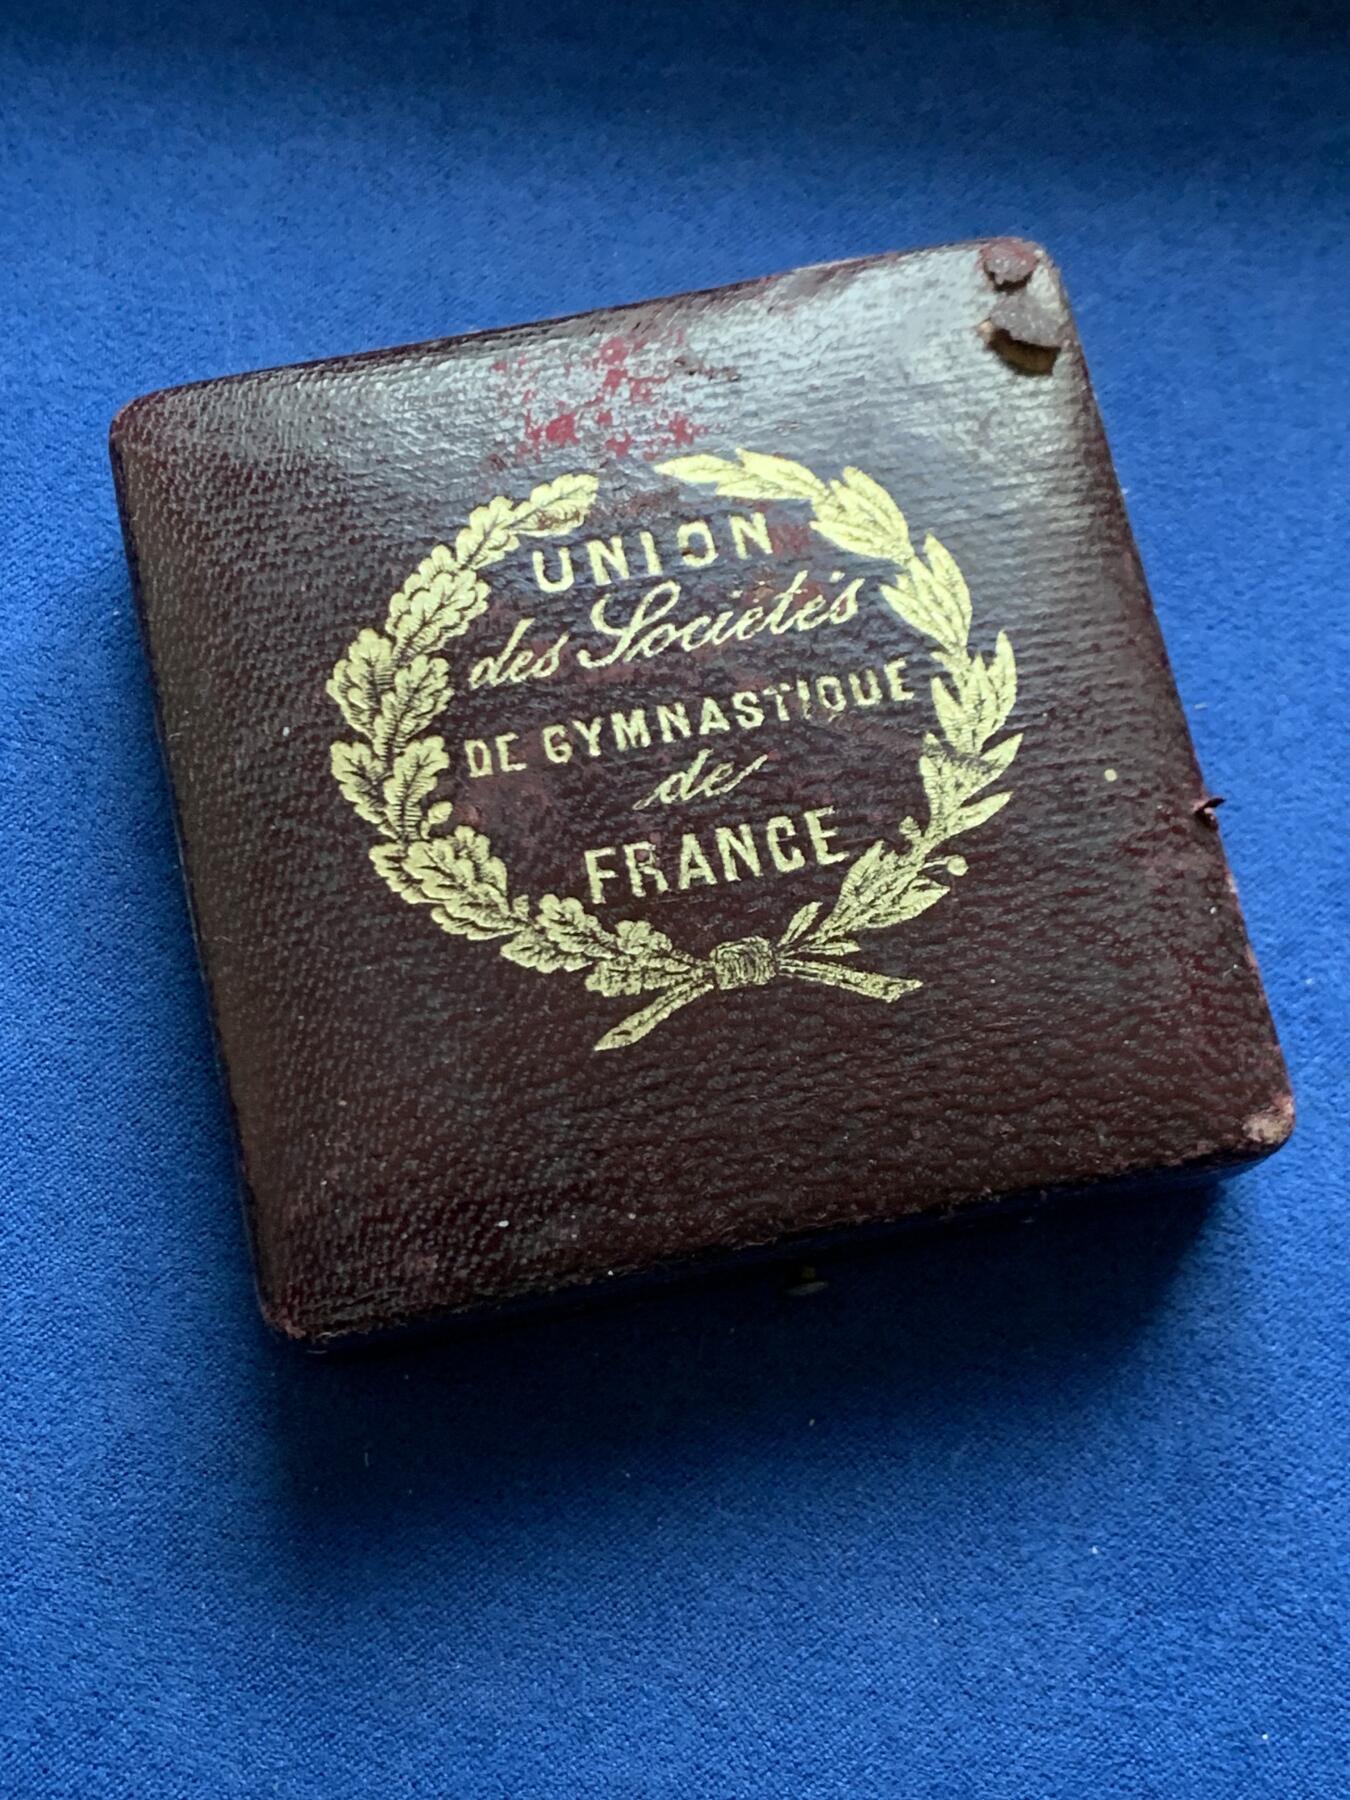 UNION
des Sociétés
DE GYMNASTIQUE
de
FRANCE